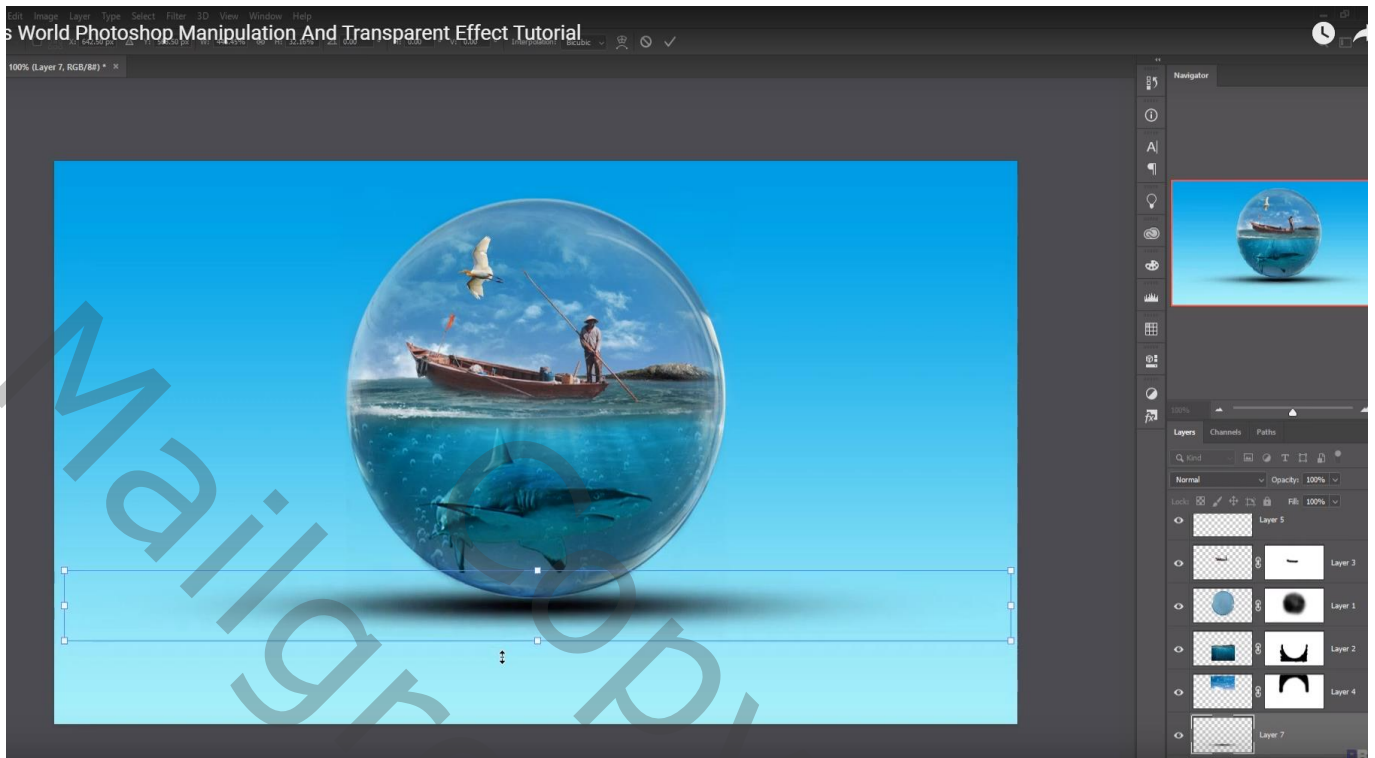 Edit Image Layer Type Select Filter 3D View Window Help
s World Photoshop Manipulation And Transparent Effect Tutorial
Interpolation: Bicubic
100% (Layer 7, RGB/8#) * ×
Navigator
100%
Layers Channels Paths
Kind
Normal Opacity: 100%
Lock: Fill: 100%
Layer 5
Layer 3
Layer 1
Layer 2
Layer 4
Layer 7